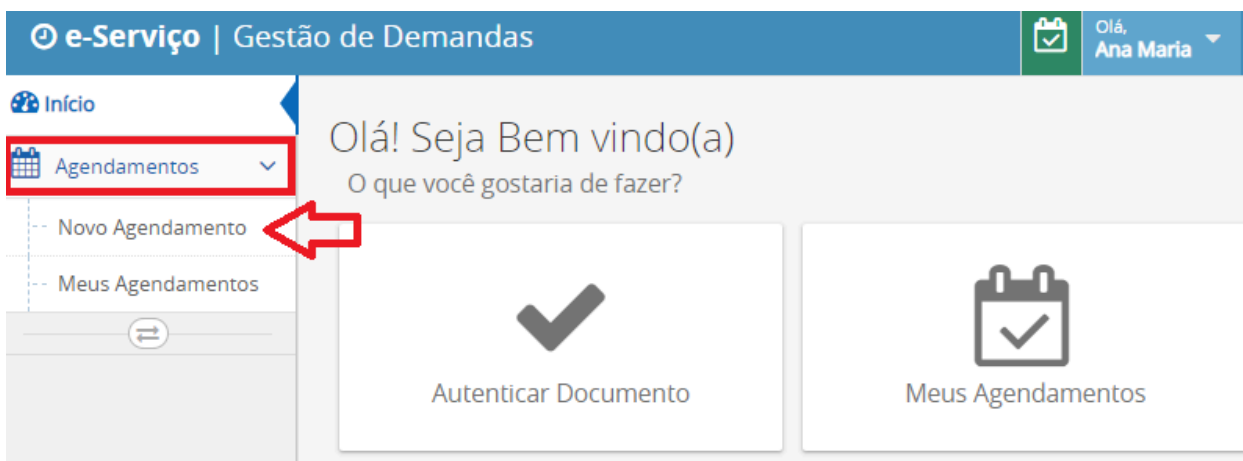 e-Serviço | Gestão de Demandas
Olá,
Ana Maria
Início
Agendamentos
Novo Agendamento
Meus Agendamentos
Olá! Seja Bem vindo(a)
O que você gostaria de fazer?
Autenticar Documento
Meus Agendamentos